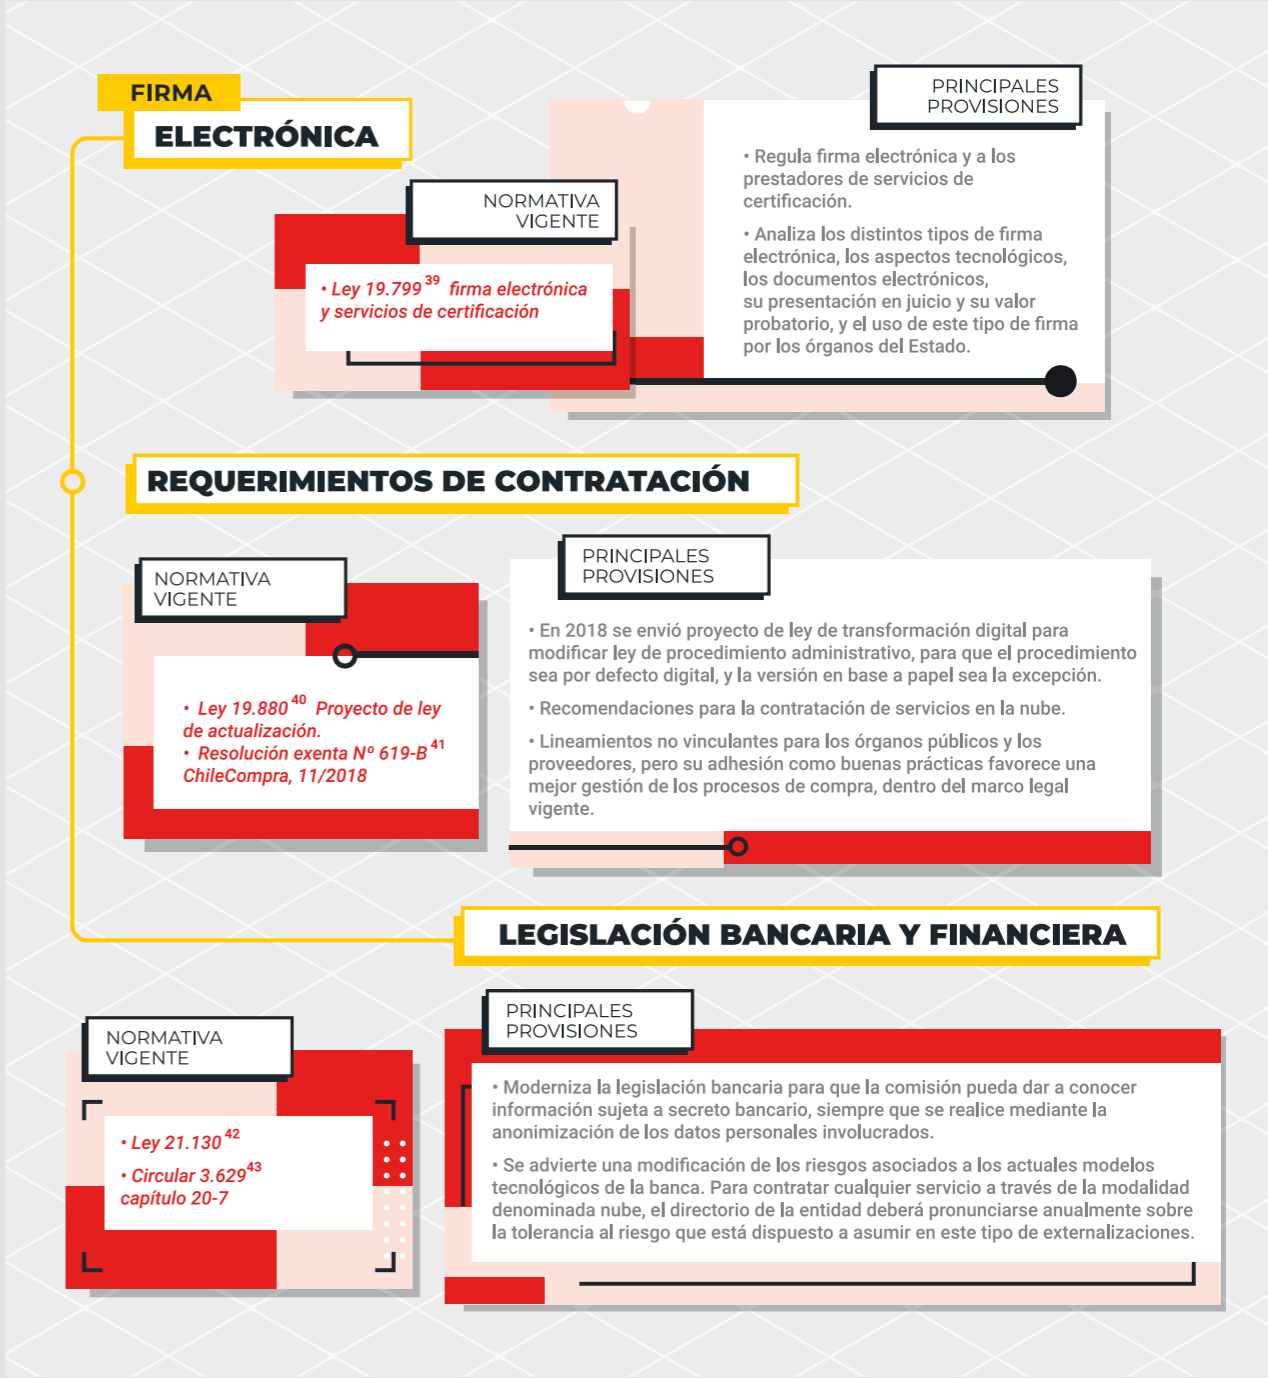 FIRMA
ELECTRÓNICA
NORMATIVA
VIGENTE
• Ley 19.799 39 firma electrónica
y servicios de certificación
PRINCIPALES
PROVISIONES
• Regula firma electrónica y a los
prestadores de servicios de
certificación.
• Analiza los distintos tipos de firma
electrónica, los aspectos tecnológicos,
los documentos electrónicos,
su presentación en juicio y su valor
probatorio, y el uso de este tipo de firma
por los órganos del Estado.
REQUERIMIENTOS DE CONTRATACIÓN
NORMATIVA
VIGENTE
• Ley 19.880 40 Proyecto de ley
de actualización.
• Resolución exenta Nº 619-B 41
ChileCompra, 11/2018
PRINCIPALES
PROVISIONES
• En 2018 se envió proyecto de ley de transformación digital para
modificar ley de procedimiento administrativo, para que el procedimiento
sea por defecto digital, y la versión en base a papel sea la excepción.
• Recomendaciones para la contratación de servicios en la nube.
• Lineamientos no vinculantes para los órganos públicos y los
proveedores, pero su adhesión como buenas prácticas favorece una
mejor gestión de los procesos de compra, dentro del marco legal
vigente.
LEGISLACIÓN BANCARIA Y FINANCIERA
NORMATIVA
VIGENTE
• Ley 21.130 42
• Circular 3.629 43
capítulo 20-7
PRINCIPALES
PROVISIONES
• Moderniza la legislación bancaria para que la comisión pueda dar a conocer
información sujeta a secreto bancario, siempre que se realice mediante la
anonimización de los datos personales involucrados.
• Se advierte una modificación de los riesgos asociados a los actuales modelos
tecnológicos de la banca. Para contratar cualquier servicio a través de la modalidad
denominada nube, el directorio de la entidad deberá pronunciarse anualmente sobre
la tolerancia al riesgo que está dispuesto a asumir en este tipo de externalizaciones.